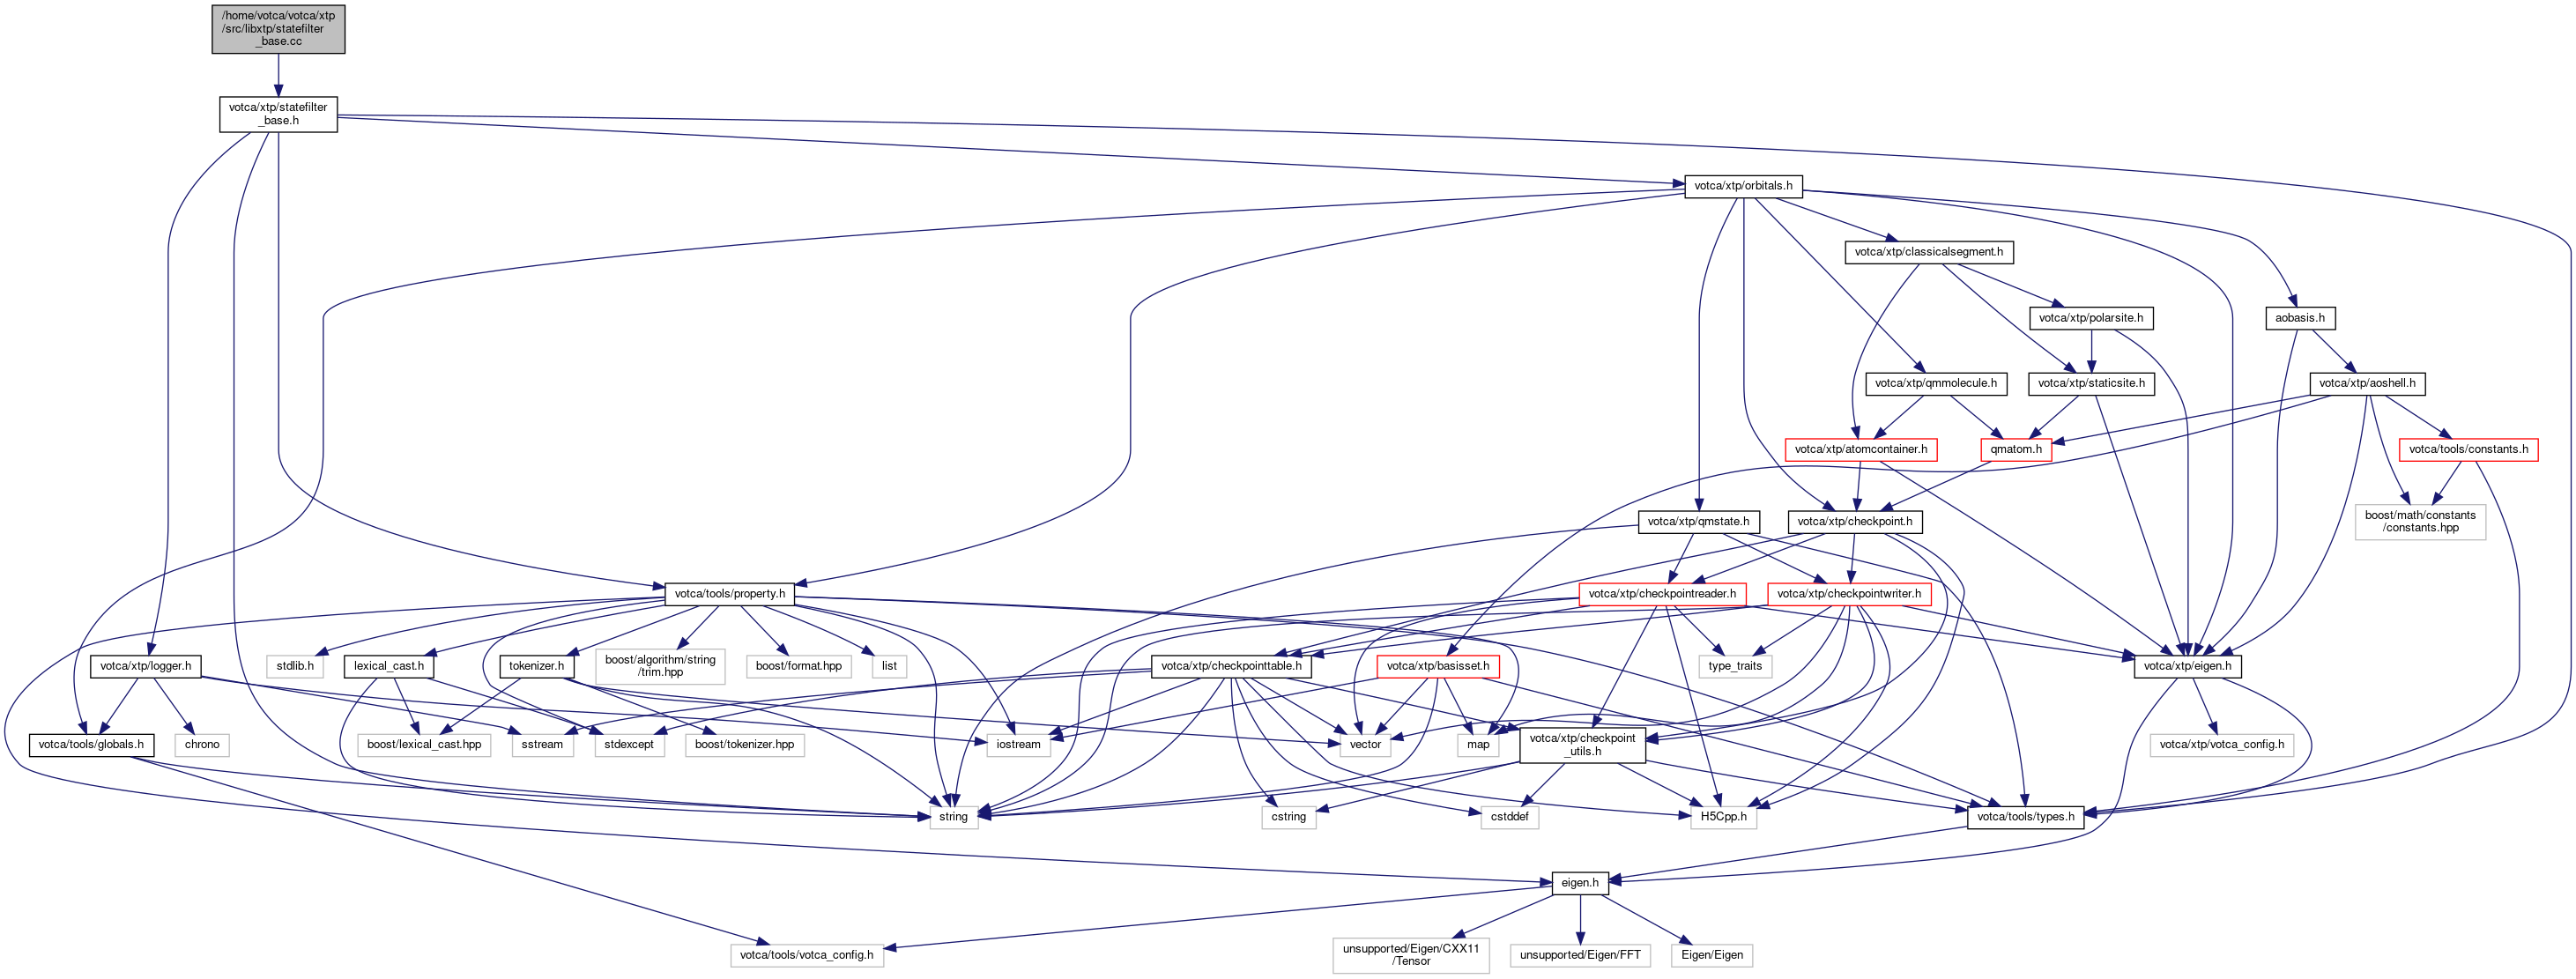 /home/votca/votca/xtp
/src/libxtp/statefilter
_base.cc
votca/xtp/statefilter
_base.h
votca/xtp/orbitals.h
votca/xtp/classicalsegment.h
votca/xtp/polarsite.h
aobasis.h
votca/xtp/qmmolecule.h
votca/xtp/staticsite.h
votca/xtp/aoshell.h
votca/xtp/atomcontainer.h
qmatom.h
votca/tools/constants.h
votca/xtp/qmstate.h
votca/xtp/checkpoint.h
boost/math/constants
/constants.hpp
votca/tools/property.h
votca/xtp/checkpointreader.h
votca/xtp/checkpointwriter.h
votca/xtp/logger.h
stdlib.h
lexical_cast.h
tokenizer.h
boost/algorithm/string
/trim.hpp
boost/format.hpp
list
votca/xtp/checkpointtable.h
votca/xtp/basisset.h
type_traits
votca/xtp/eigen.h
votca/tools/globals.h
chrono
boost/lexical_cast.hpp
sstream
stdexcept
boost/tokenizer.hpp
iostream
vector
map
votca/xtp/checkpoint
_utils.h
votca/xtp/votca_config.h
string
cstring
cstddef
H5Cpp.h
votca/tools/types.h
eigen.h
votca/tools/votca_config.h
unsupported/Eigen/CXX11
/Tensor
unsupported/Eigen/FFT
Eigen/Eigen